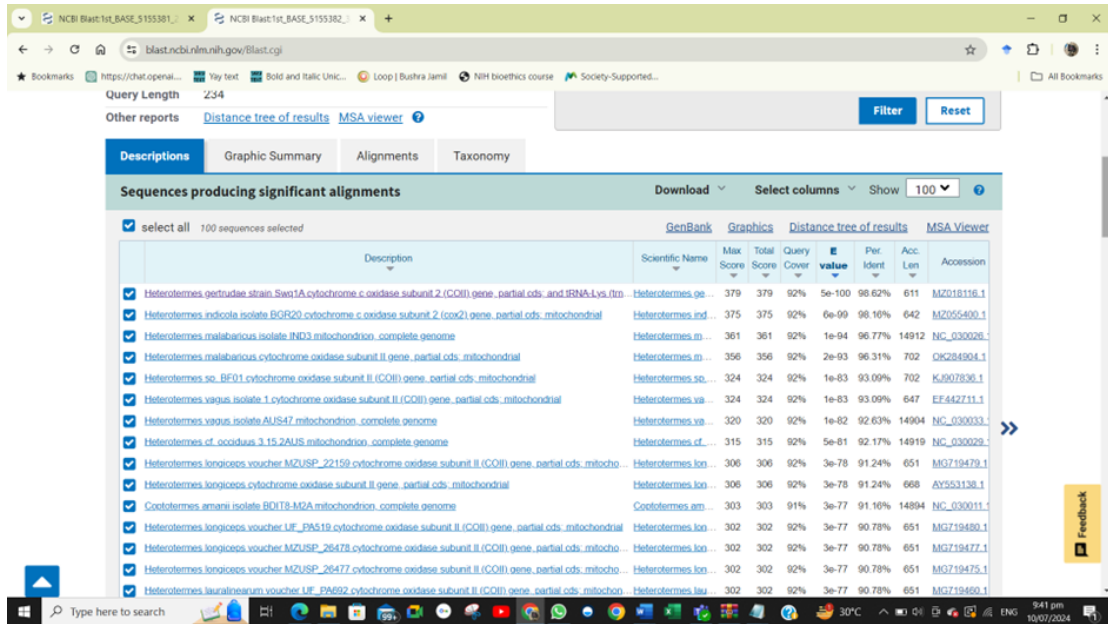 NCBI Blast:1st_BASE_5155381_
NCBI Blast:1st_BASE_5155382_
blast.ncbi.nlm.nih.gov/Blast.cgi
Bookmarks https://chat.openai.... Yay text Bold and Italic Unic... Loop | Bushra Jamil NIH bioethics course Society-Supported... All Bookmarks
Query Length 234
Other reports Distance tree of results MSA viewer
Filter Reset
Descriptions Graphic Summary Alignments Taxonomy
Sequences producing significant alignments Download Select columns Show 100
select all 100 sequences selected GenBank Graphics Distance tree of results MSA Viewer
Description Scientific Name Max Score Total Score Query Cover E value Per. Ident Acc. Len Accession
Heterotermes gertrudae strain Swq1A cytochrome c oxidase subunit 2 (COII) gene, partial cds; and tRNA-Lys (trn... Heterotermes ge... 379 379 92% 5e-100 98.62% 611 MZ018116.1
Heterotermes indicola isolate BGR20 cytochrome c oxidase subunit 2 (cox2) gene, partial cds; mitochondrial Heterotermes ind... 375 375 92% 6e-99 98.16% 642 MZ055400.1
Heterotermes malabaricus isolate IND3 mitochondrion, complete genome Heterotermes m... 361 361 92% 1e-94 96.77% 14912 NC_030026.
Heterotermes malabaricus cytochrome oxidase subunit II gene, partial cds; mitochondrial Heterotermes m... 356 356 92% 2e-93 96.31% 702 OK284904.1
Heterotermes sp. BF01 cytochrome oxidase subunit II (COII) gene, partial cds; mitochondrial Heterotermes sp.... 324 324 92% 1e-83 93.09% 702 KJ907836.1
Heterotermes vagus isolate 1 cytochrome oxidase subunit II (COII) gene, partial cds; mitochondrial Heterotermes va... 324 324 92% 1e-83 93.09% 647 EF442711.1
Heterotermes vagus isolate AUS47 mitochondrion, complete genome Heterotermes va... 320 320 92% 1e-82 92.63% 14904 NC_030033.
Heterotermes cf. occiduus 3.15.2AUS mitochondrion, complete genome Heterotermes cf.... 315 315 92% 5e-81 92.17% 14919 NC_030029.
Heterotermes longiceps voucher MZUSP_22159 cytochrome oxidase subunit II (COII) gene, partial cds; mitocho... Heterotermes lon... 306 306 92% 3e-78 91.24% 651 MG719479.1
Heterotermes longiceps cytochrome oxidase subunit II gene, partial cds; mitochondrial Heterotermes lon... 306 306 92% 3e-78 91.24% 668 AY553138.1
Coptotermes amanii isolate BDIT8-M2A mitochondrion, complete genome Coptotermes am... 303 303 91% 3e-77 91.16% 14894 NC_030011.
Heterotermes longiceps voucher UF_PA519 cytochrome oxidase subunit II (COII) gene, partial cds; mitochondrial Heterotermes lon... 302 302 92% 3e-77 90.78% 651 MG719480.1
Heterotermes longiceps voucher MZUSP_26478 cytochrome oxidase subunit II (COII) gene, partial cds; mitocho... Heterotermes lon... 302 302 92% 3e-77 90.78% 651 MG719477.1
Heterotermes longiceps voucher MZUSP_26477 cytochrome oxidase subunit II (COII) gene, partial cds; mitocho... Heterotermes lon... 302 302 92% 3e-77 90.78% 651 MG719475.1
Heterotermes lauralinearum voucher UF_PA692 cytochrome oxidase subunit II (COII) gene, partial cds; mitocho... Heterotermes lau... 302 302 92% 3e-77 90.78% 651 MG719460.1
Feedback
Type here to search 99+ 30°C ENG 9:41 pm
10/07/2024